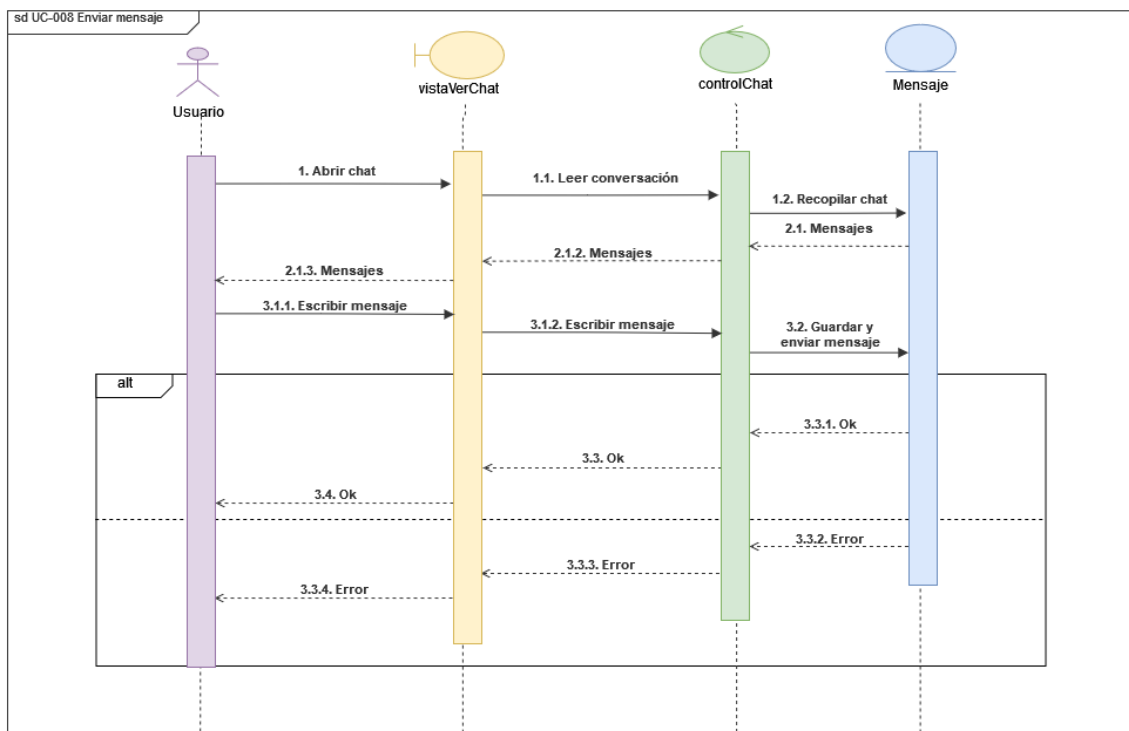 sd UC-008 Enviar mensaje
Usuario
vistaVerChat
controlChat
Mensaje
1. Abrir chat
1.1. Leer conversación
1.2. Recopilar chat
2.1. Mensajes
2.1.2. Mensajes
2.1.3. Mensajes
3.1.1. Escribir mensaje
3.1.2. Escribir mensaje
3.2. Guardar y
enviar mensaje
alt
3.3.1. Ok
3.3. Ok
3.4. Ok
3.3.2. Error
3.3.3. Error
3.3.4. Error